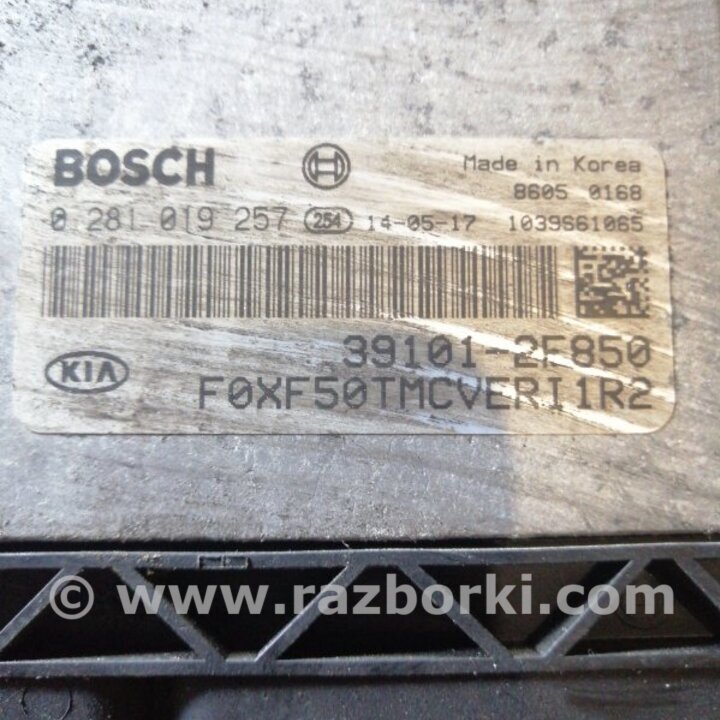 BOSCH
Made in Korea
8605 0168
0 281 019 257 254 14-05-17 1039661065
39101-2F850
KIA
F0XF50TMCVERI1R2
© www.razborki.com